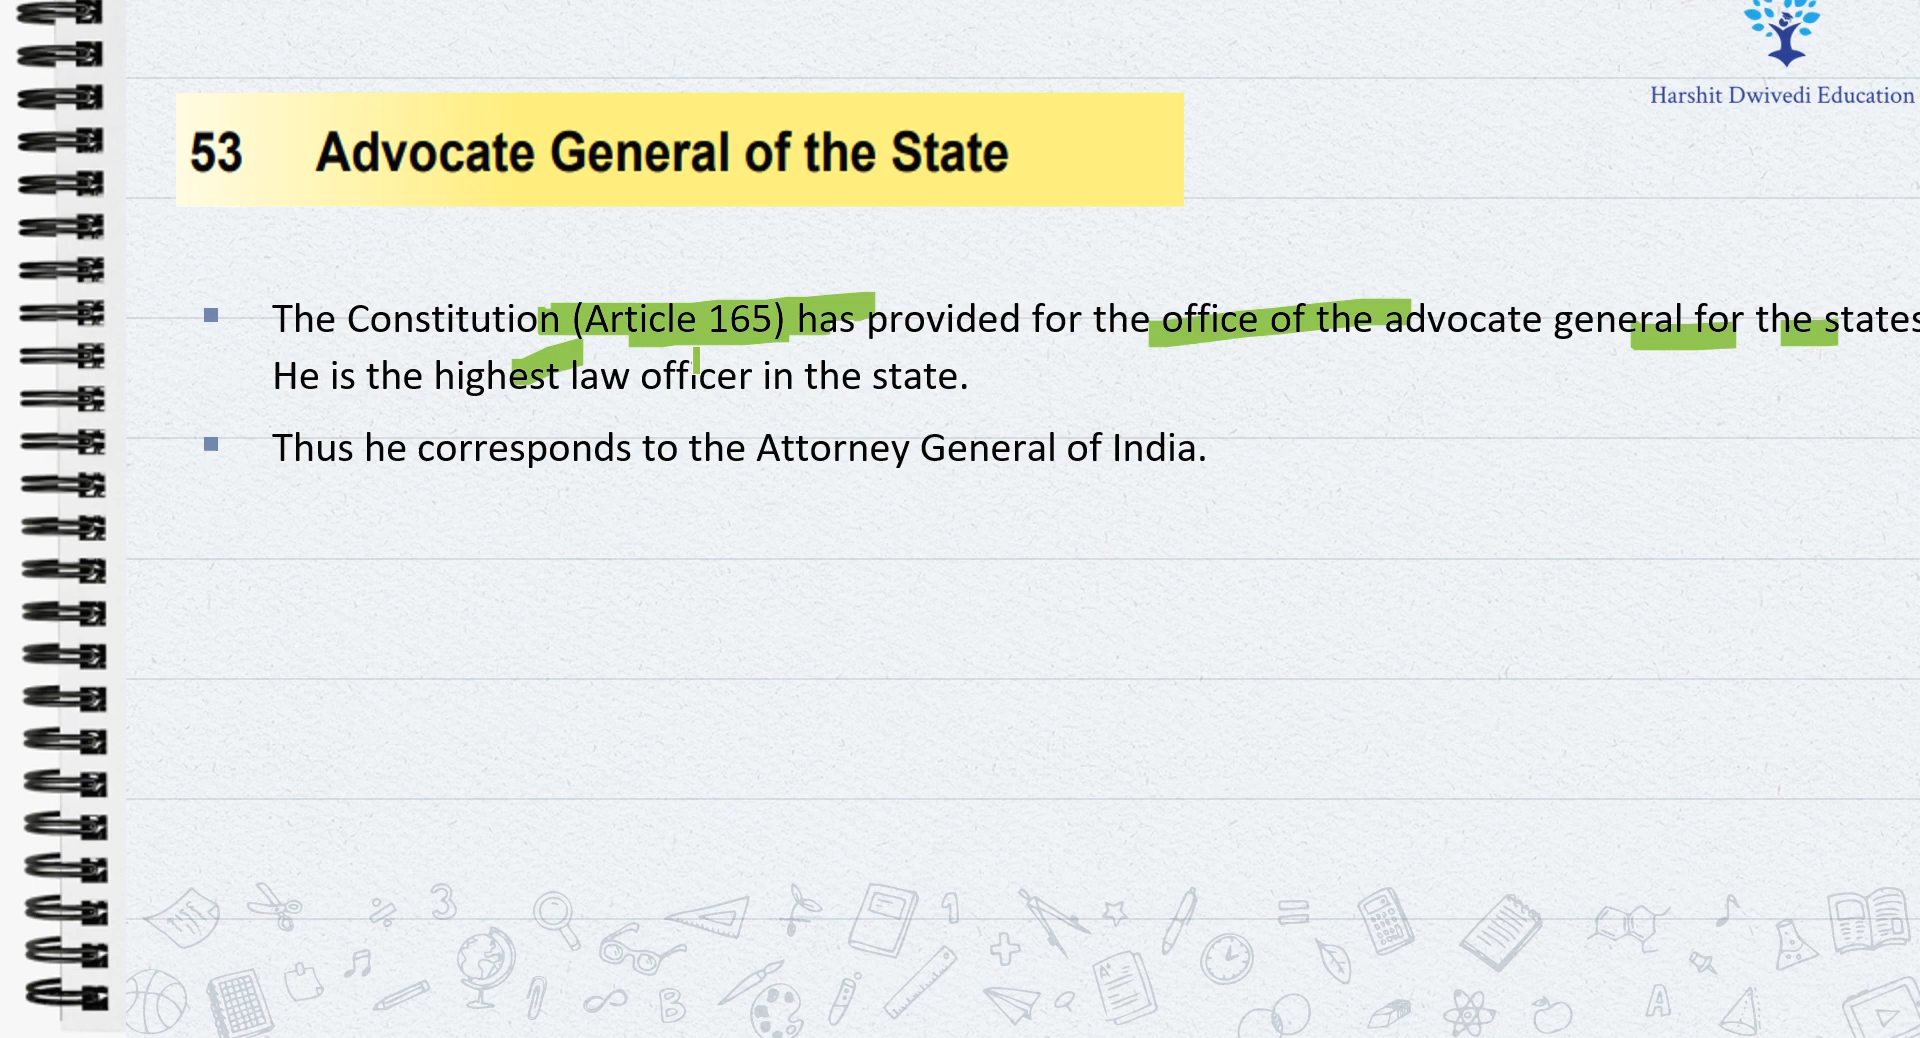 Harshit Dwivedi Education
53 Advocate General of the State
The Constitution (Article 165) has provided for the office of the advocate general for the states
He is the highest law officer in the state.
Thus he corresponds to the Attorney General of India.